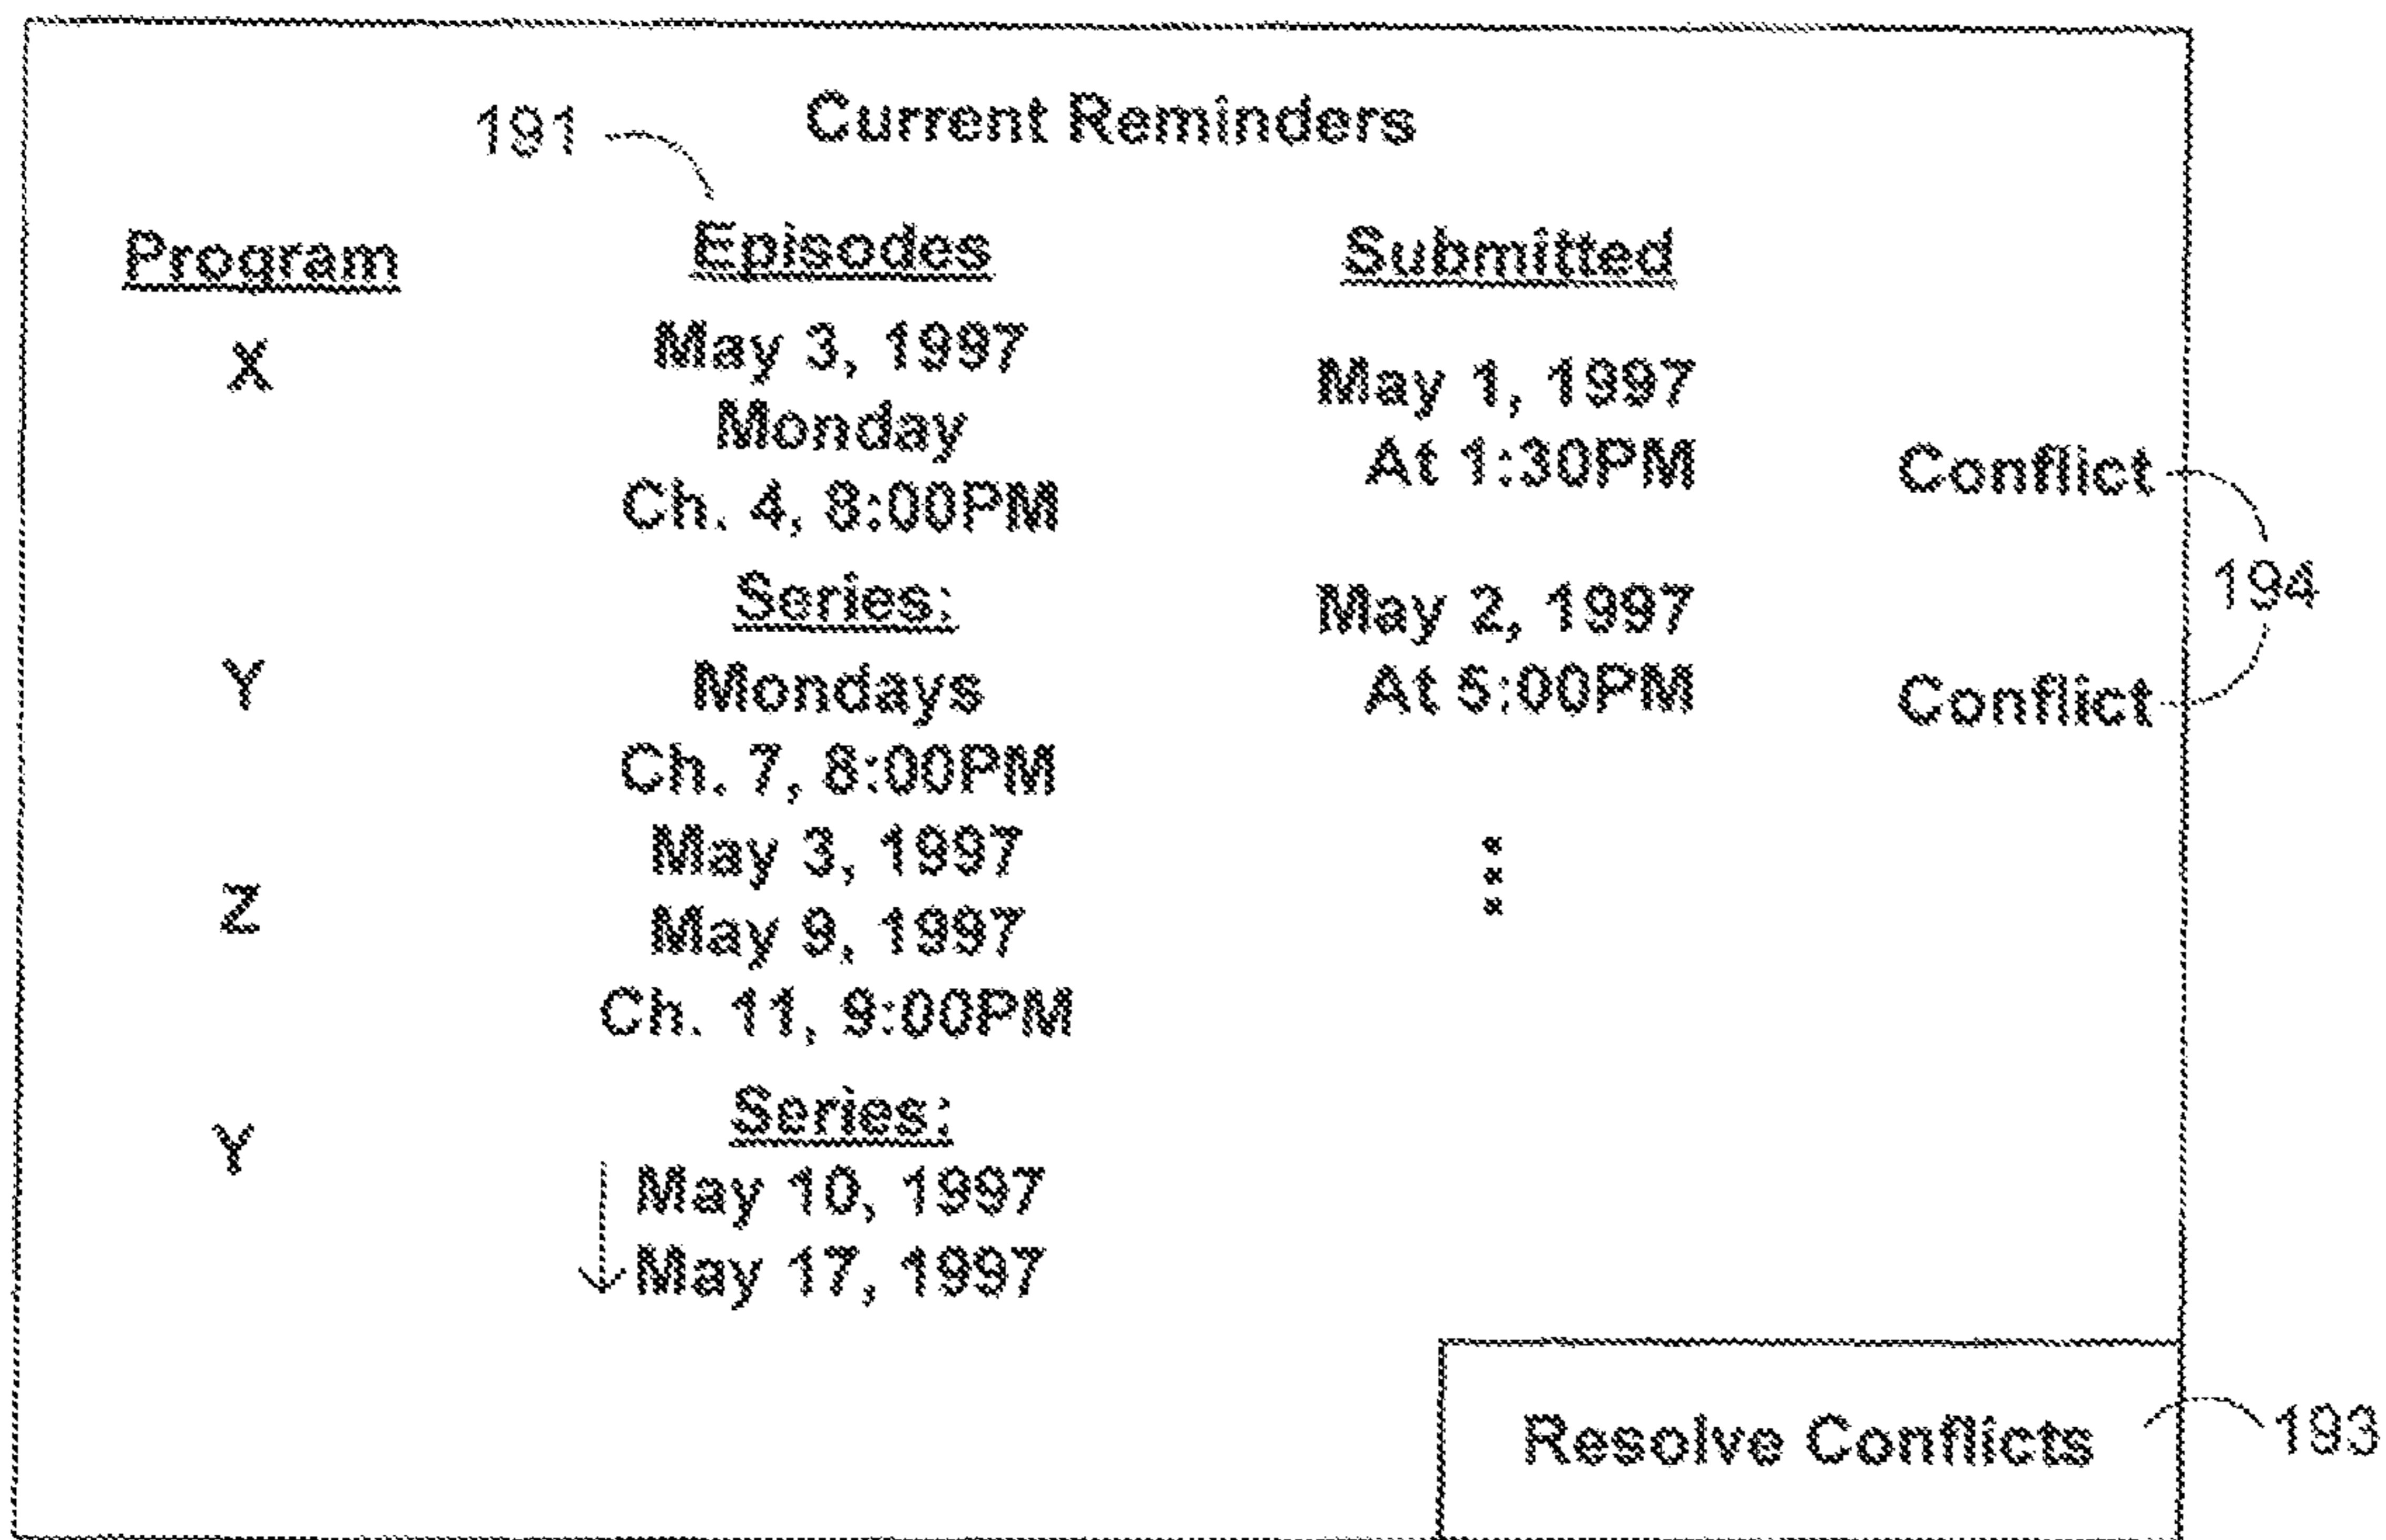 Current Reminders
191
Program Episodes Submitted
X May 3, 1997 May 1, 1997
Monday At 1:30PM Conflict
Ch. 4, 8:00PM
194
Series: May 2, 1997
Y Mondays At 5:00PM Conflict
Ch. 7, 8:00PM
May 3, 1997
Z May 9, 1997
Ch. 11, 9:00PM
Series:
Y May 10, 1997
May 17, 1997
Resolve Conflicts 193